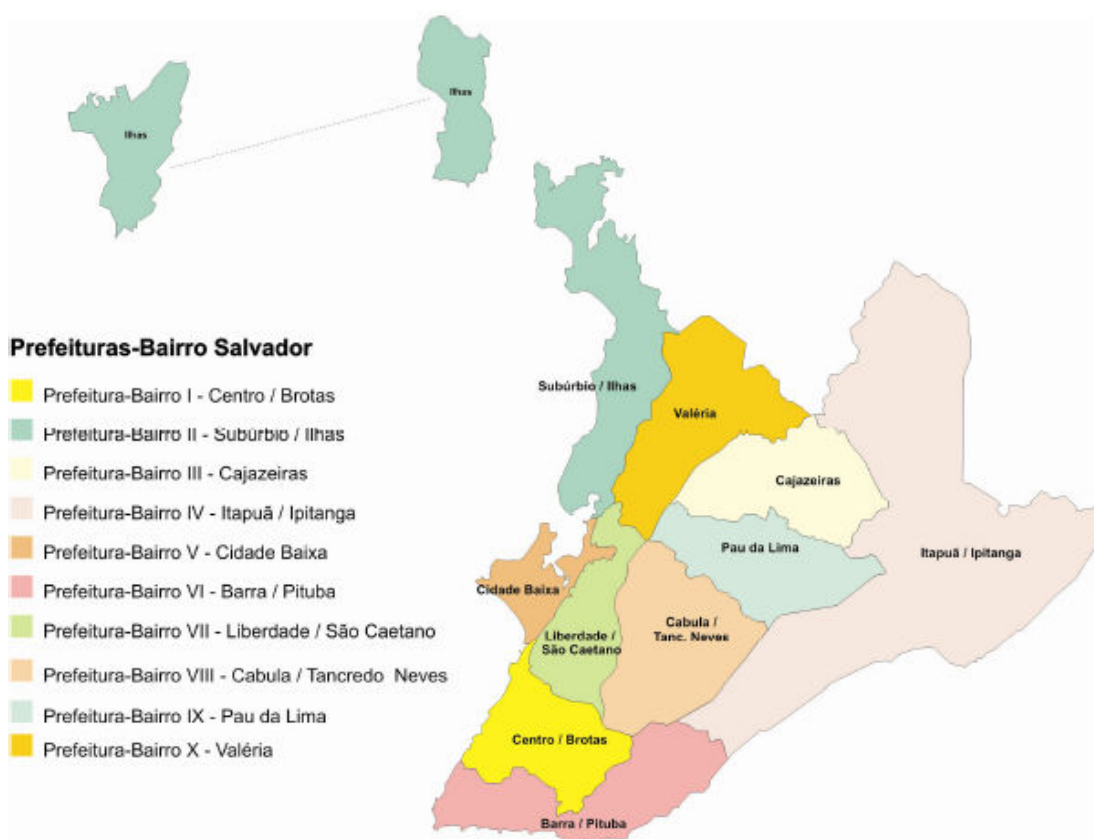 Ilhas
Ilhas
Prefeituras-Bairro Salvador
Prefeitura-Bairro I - Centro / Brotas
Prefeitura-Bairro II - Subúrbio / Ilhas
Prefeitura-Bairro III - Cajazeiras
Prefeitura-Bairro IV - Itapuã / Ipitanga
Prefeitura-Bairro V - Cidade Baixa
Prefeitura-Bairro VI - Barra / Pituba
Prefeitura-Bairro VII - Liberdade / São Caetano
Prefeitura-Bairro VIII - Cabula / Tancredo Neves
Prefeitura-Bairro IX - Pau da Lima
Prefeitura-Bairro X - Valéria
Subúrbio / Ilhas
Valéria
Cajazeiras
Pau da Lima
Itapuã / Ipitanga
Cidade Baixa
Cabula /
Tanc. Neves
Liberdade /
São Caetano
Centro / Brotas
Barra / Pituba